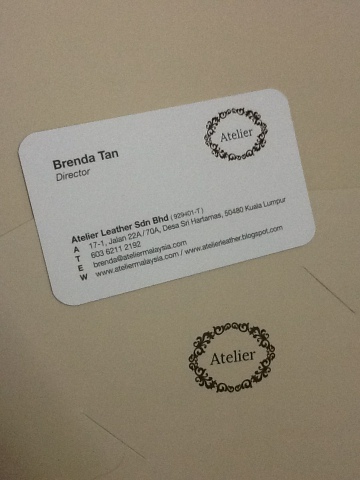 Atelier
Brenda Tan
Director
Atelier Leather Sdn Bhd (929401-T)
A 17-1, Jalan 22A/70A, Desa Sri Hartamas, 50480 Kuala Lumpur
T 603 6211 2192
E brenda@ateliermalaysia.com
W www.ateliermalaysia.com / www.atelierleather.blogspot.com
Atelier